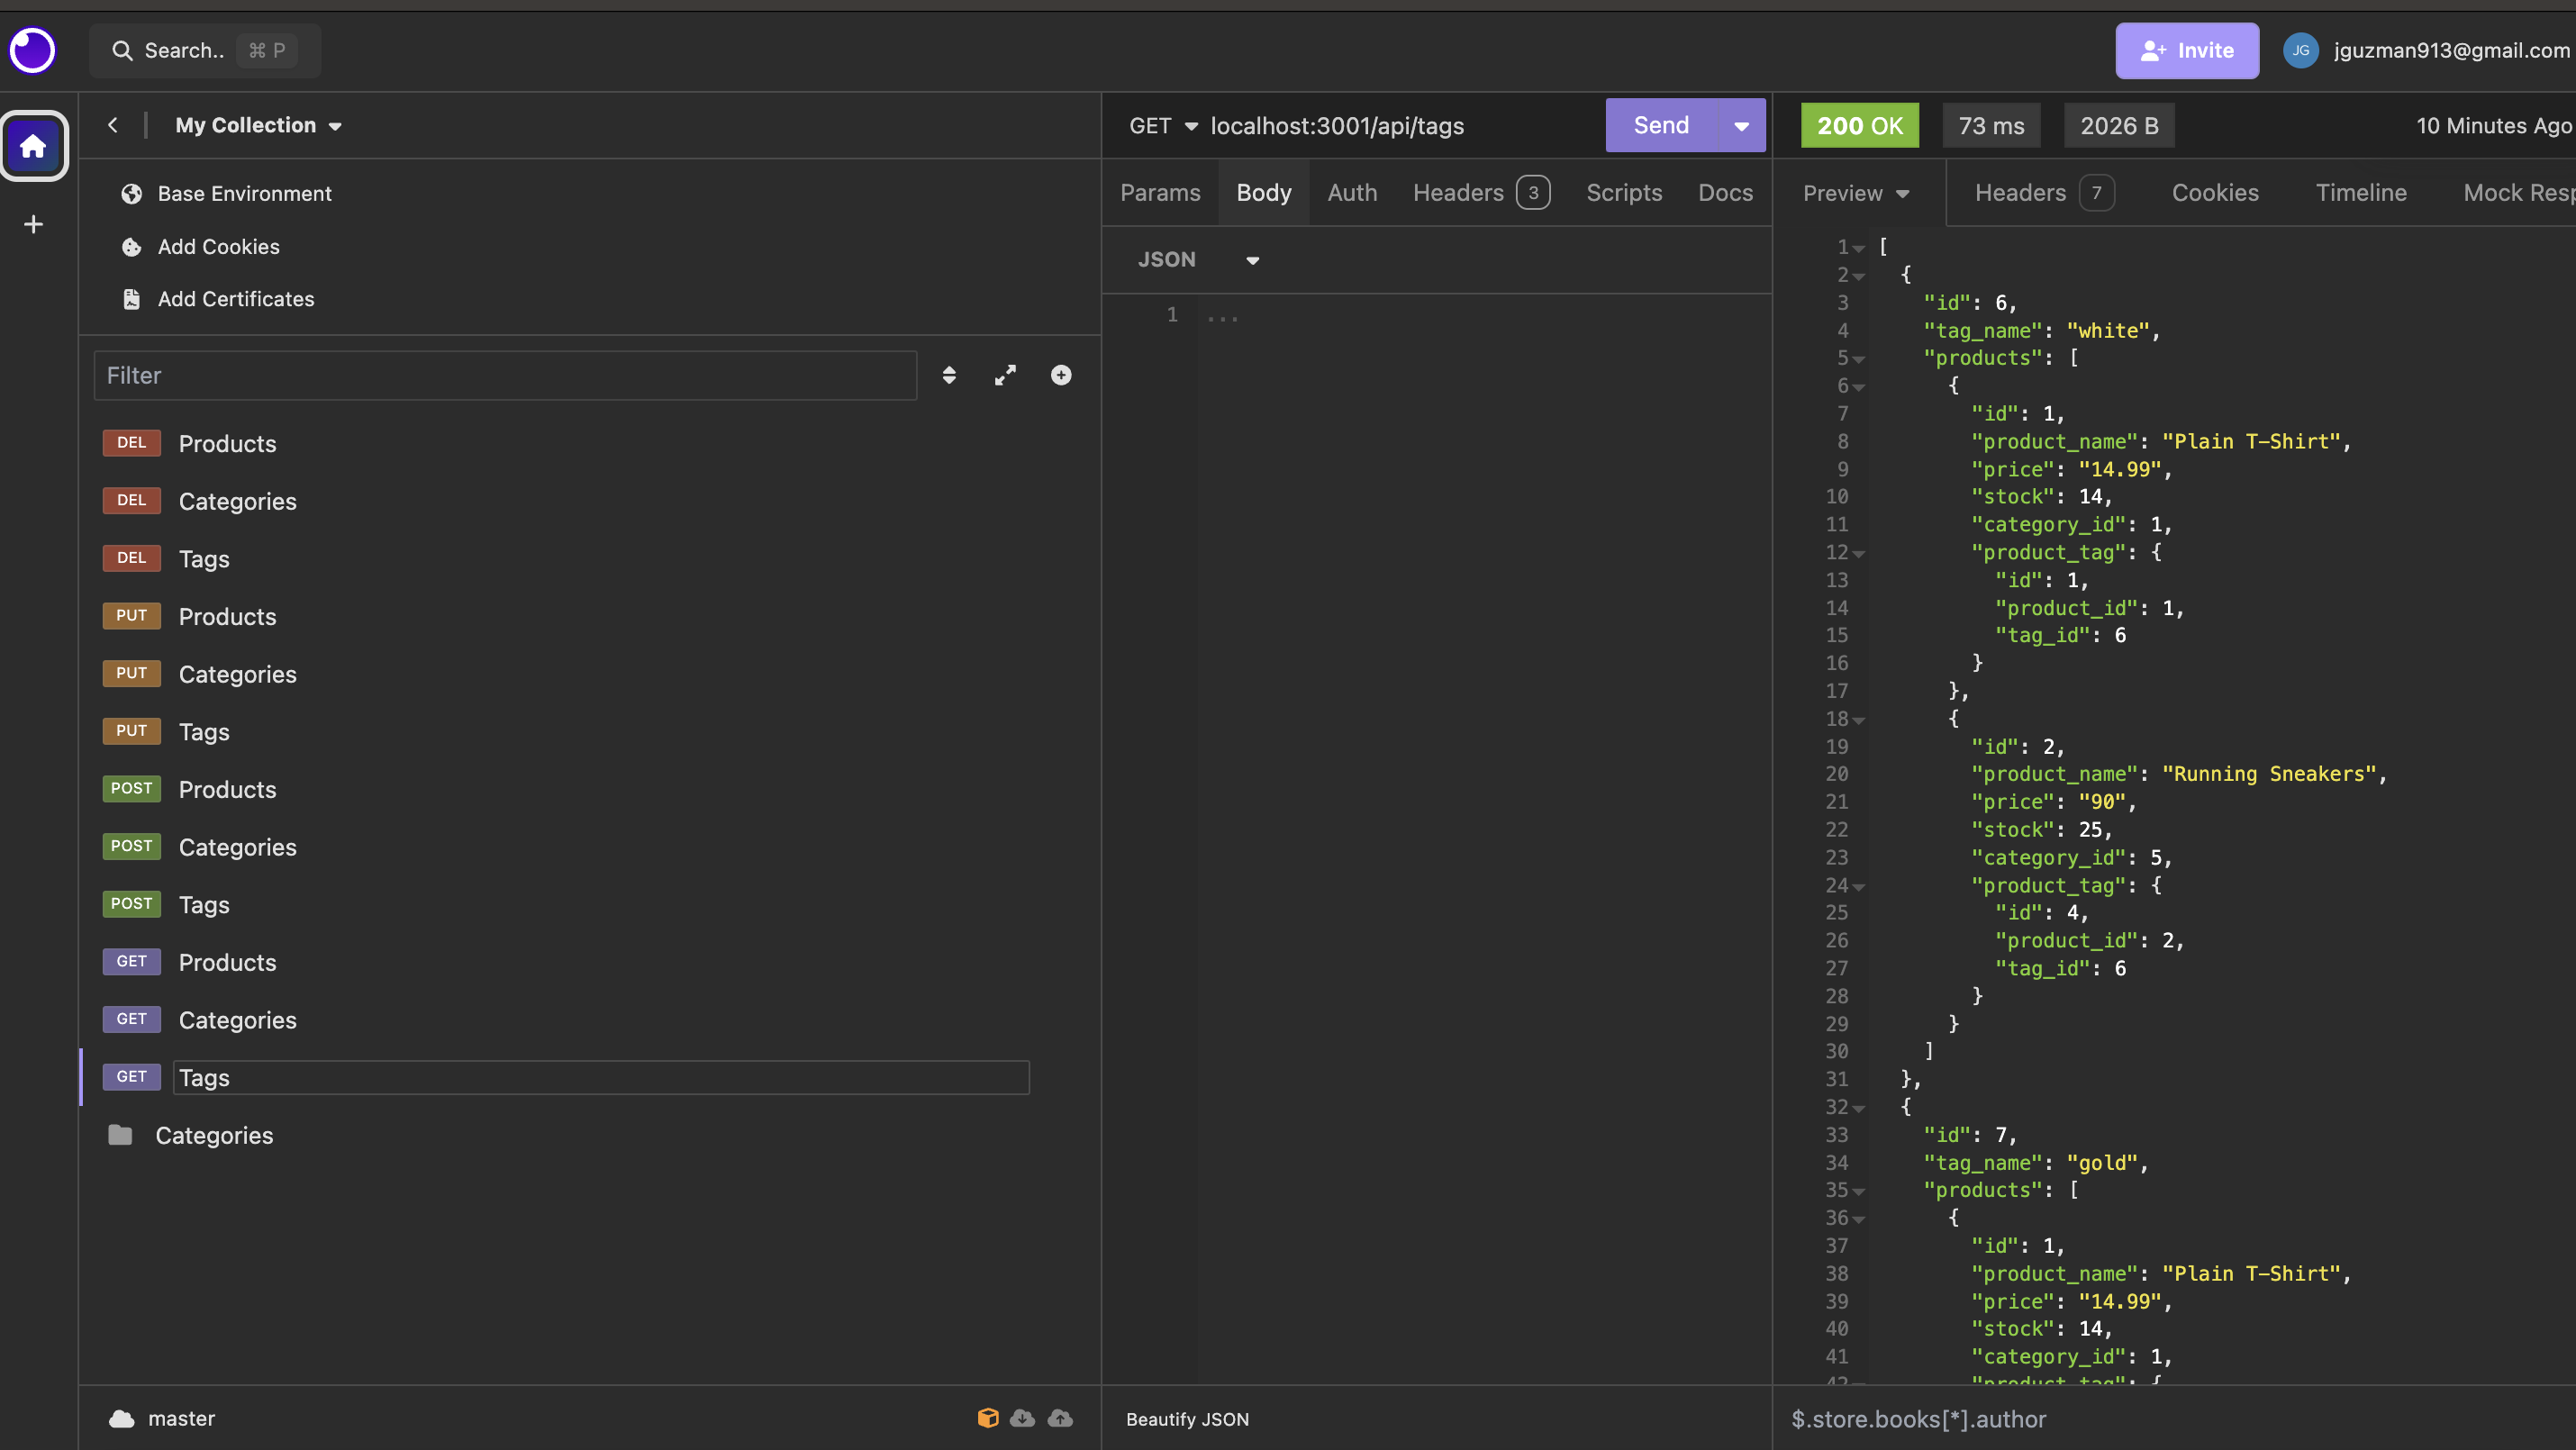 Search.. ⌘ P
Invite
JG
jguzman913@gmail.com
My Collection
Base Environment
Add Cookies
Add Certificates
Filter
DEL Products
DEL Categories
DEL Tags
PUT Products
PUT Categories
PUT Tags
POST Products
POST Categories
POST Tags
GET Products
GET Categories
GET Tags
Categories
master
GET localhost:3001/api/tags
Send
Params Body Auth Headers 3 Scripts Docs
JSON
1 ...
Beautify JSON
200 OK 73 ms 2026 B 10 Minutes Ago
Preview Headers 7 Cookies Timeline Mock Resp
1 [
2 {
3 "id": 6,
4 "tag_name": "white",
5 "products": [
6 {
7 "id": 1,
8 "product_name": "Plain T-Shirt",
9 "price": "14.99",
10 "stock": 14,
11 "category_id": 1,
12 "product_tag": {
13 "id": 1,
14 "product_id": 1,
15 "tag_id": 6
16 }
17 },
18 {
19 "id": 2,
20 "product_name": "Running Sneakers",
21 "price": "90",
22 "stock": 25,
23 "category_id": 5,
24 "product_tag": {
25 "id": 4,
26 "product_id": 2,
27 "tag_id": 6
28 }
29 }
30 ]
31 },
32 {
33 "id": 7,
34 "tag_name": "gold",
35 "products": [
36 {
37 "id": 1,
38 "product_name": "Plain T-Shirt",
39 "price": "14.99",
40 "stock": 14,
41 "category_id": 1,
42 "product_tag": {
$.store.books[*].author